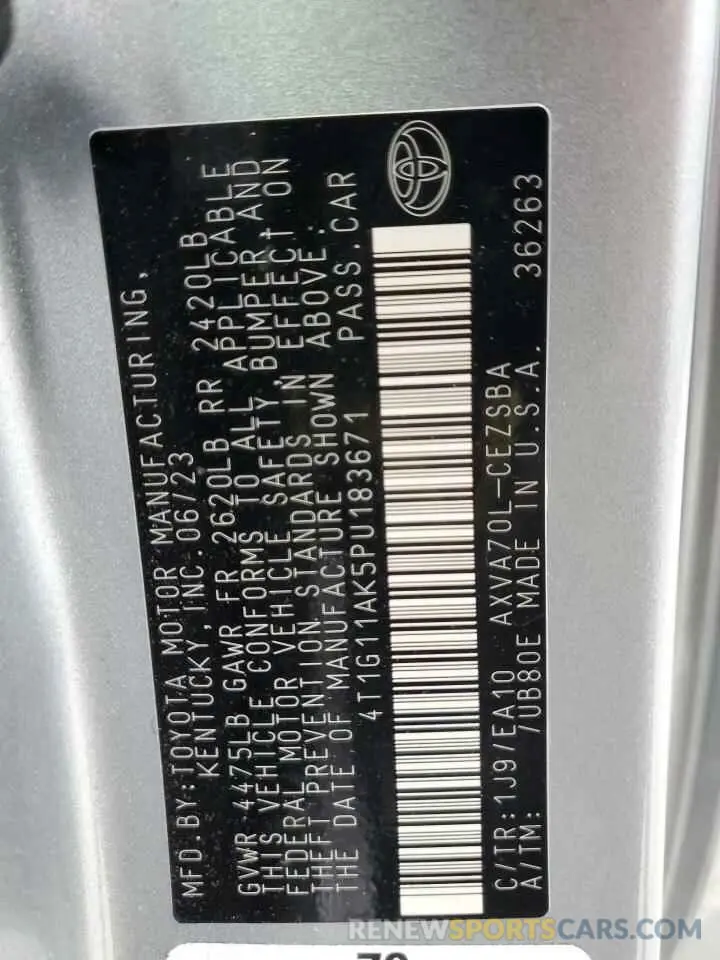 MFD.BY:TOYOTA MOTOR MANUFACTURING,
KENTUCKY, INC.06/23
GVWR 4475LB GAWR FR 2620LB RR 2420LB
THIS VEHICLE CONFORMS TO ALL APPLICABLE
FEDERAL MOTOR VEHICLE SAFETY,BUMPER,AND
THEFT PREVENTION STANDARDS IN EFFECT ON
THE DATE OF MANUFACTURE SHOWN ABOVE.
4T1G11AK5PU183671 PASS.CAR
C/TR:1J9/EA10 AXVA70L-CEZSBA
A/TM: /UB80E MADE IN U.S.A. 36263
RENEWSPORTSCARS.COM